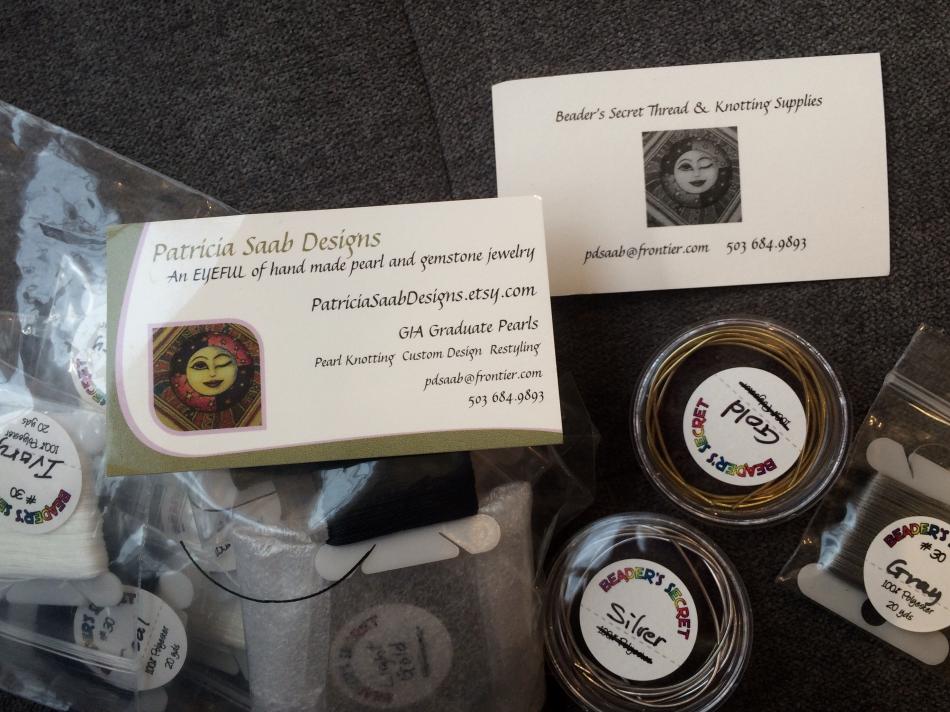 Beader's Secret Thread & Knotting Supplies
pdsaab@frontier.com 503 684.9893
Patricia Saab Designs
An EYEFUL of hand made pearl and gemstone jewelry
PatriciaSaabDesigns.etsy.com
GIA Graduate Pearls
Pearl Knotting Custom Design Restyling
pdsaab@frontier.com
503 684.9893
BEADER'S SECRET
Gold
BEADER'S SECRET
Silver
BEADER'S
#30
Gray
100% Polyester
20 yds
BEADER'S
#30
Ivory
100% Polyester
20 yds
BEADER'S
#30
100% Polyester
20 yds